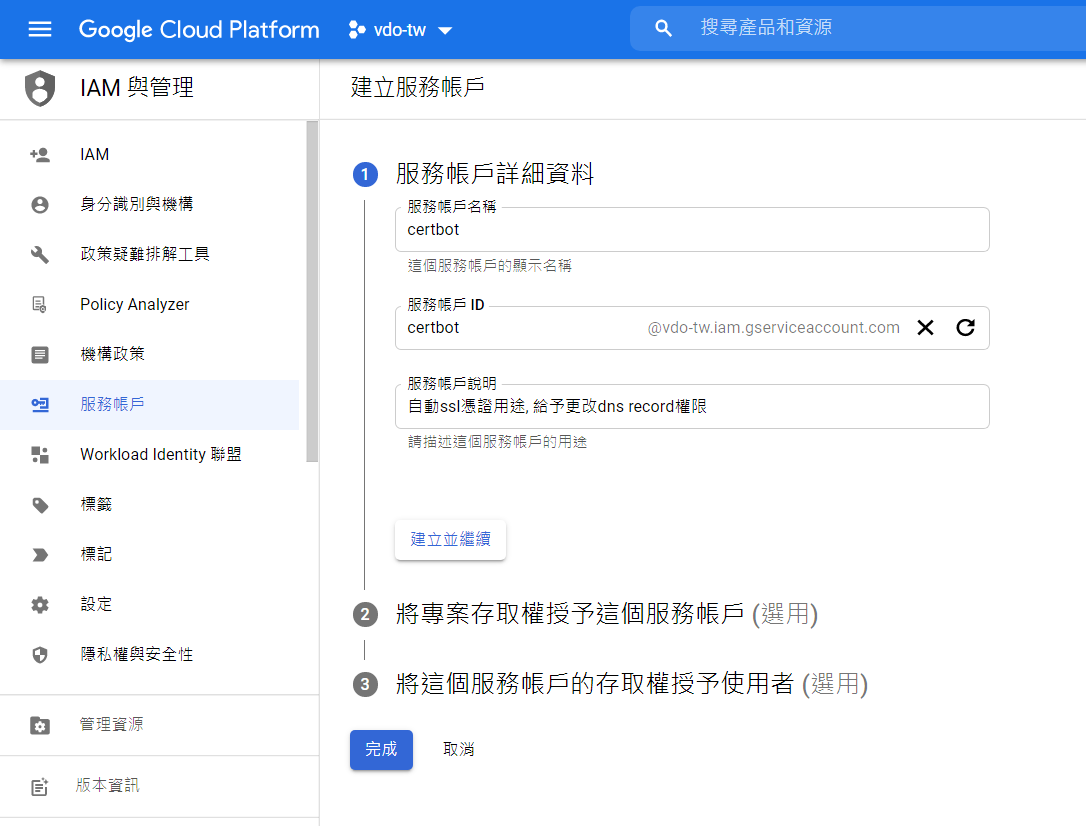 Google Cloud Platform
vdo-tw
搜尋產品和資源
IAM 與管理
IAM
身分識別與機構
政策疑難排解工具
Policy Analyzer
機構政策
服務帳戶
Workload Identity 聯盟
標籤
標記
設定
隱私權與安全性
管理資源
版本資訊
建立服務帳戶
1 服務帳戶詳細資料
服務帳戶名稱
certbot
這個服務帳戶的顯示名稱
服務帳戶 ID
certbot @vdo-tw.iam.gserviceaccount.com
服務帳戶說明
自動ssl憑證用途, 給予更改dns record權限
請描述這個服務帳戶的用途
建立並繼續
2 將專案存取權授予這個服務帳戶 (選用)
3 將這個服務帳戶的存取權授予使用者 (選用)
完成 取消